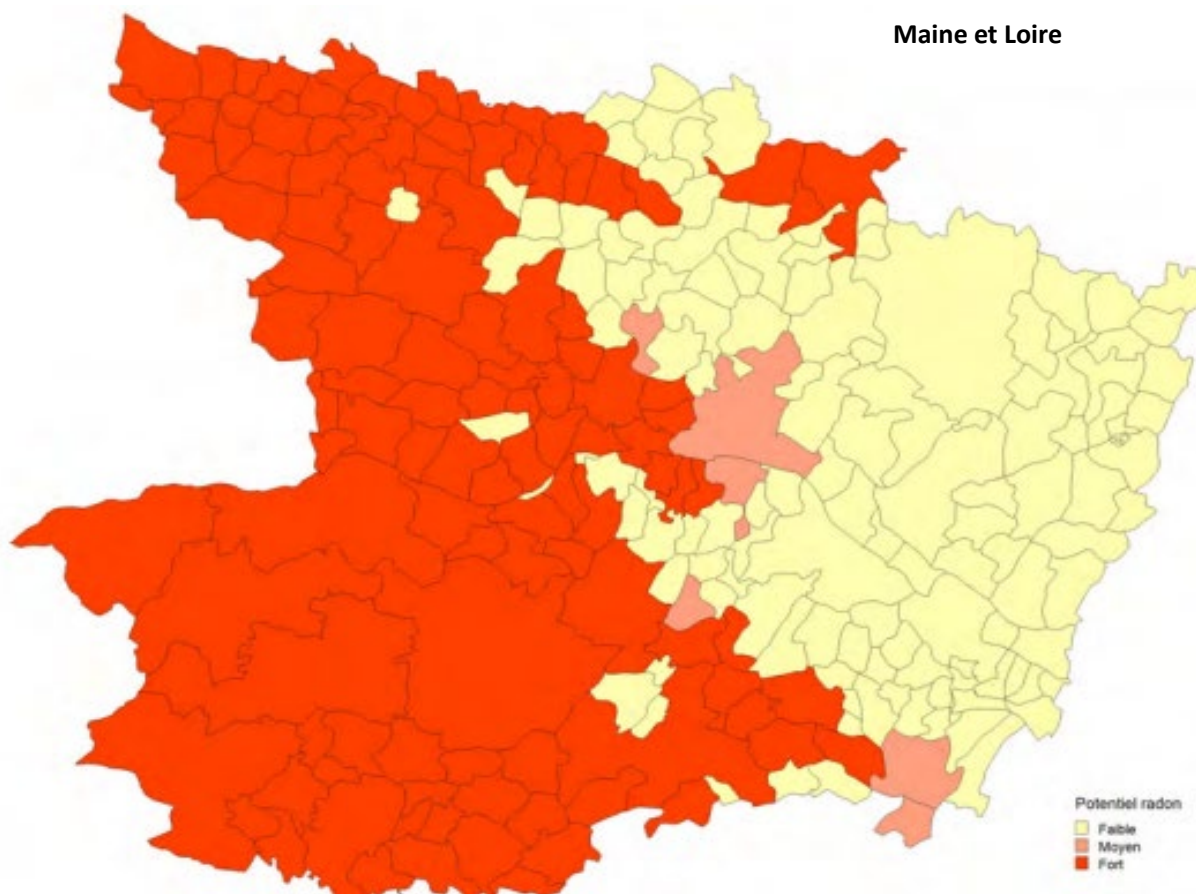 Maine et Loire
Potentiel radon
Faible
Moyen
Fort